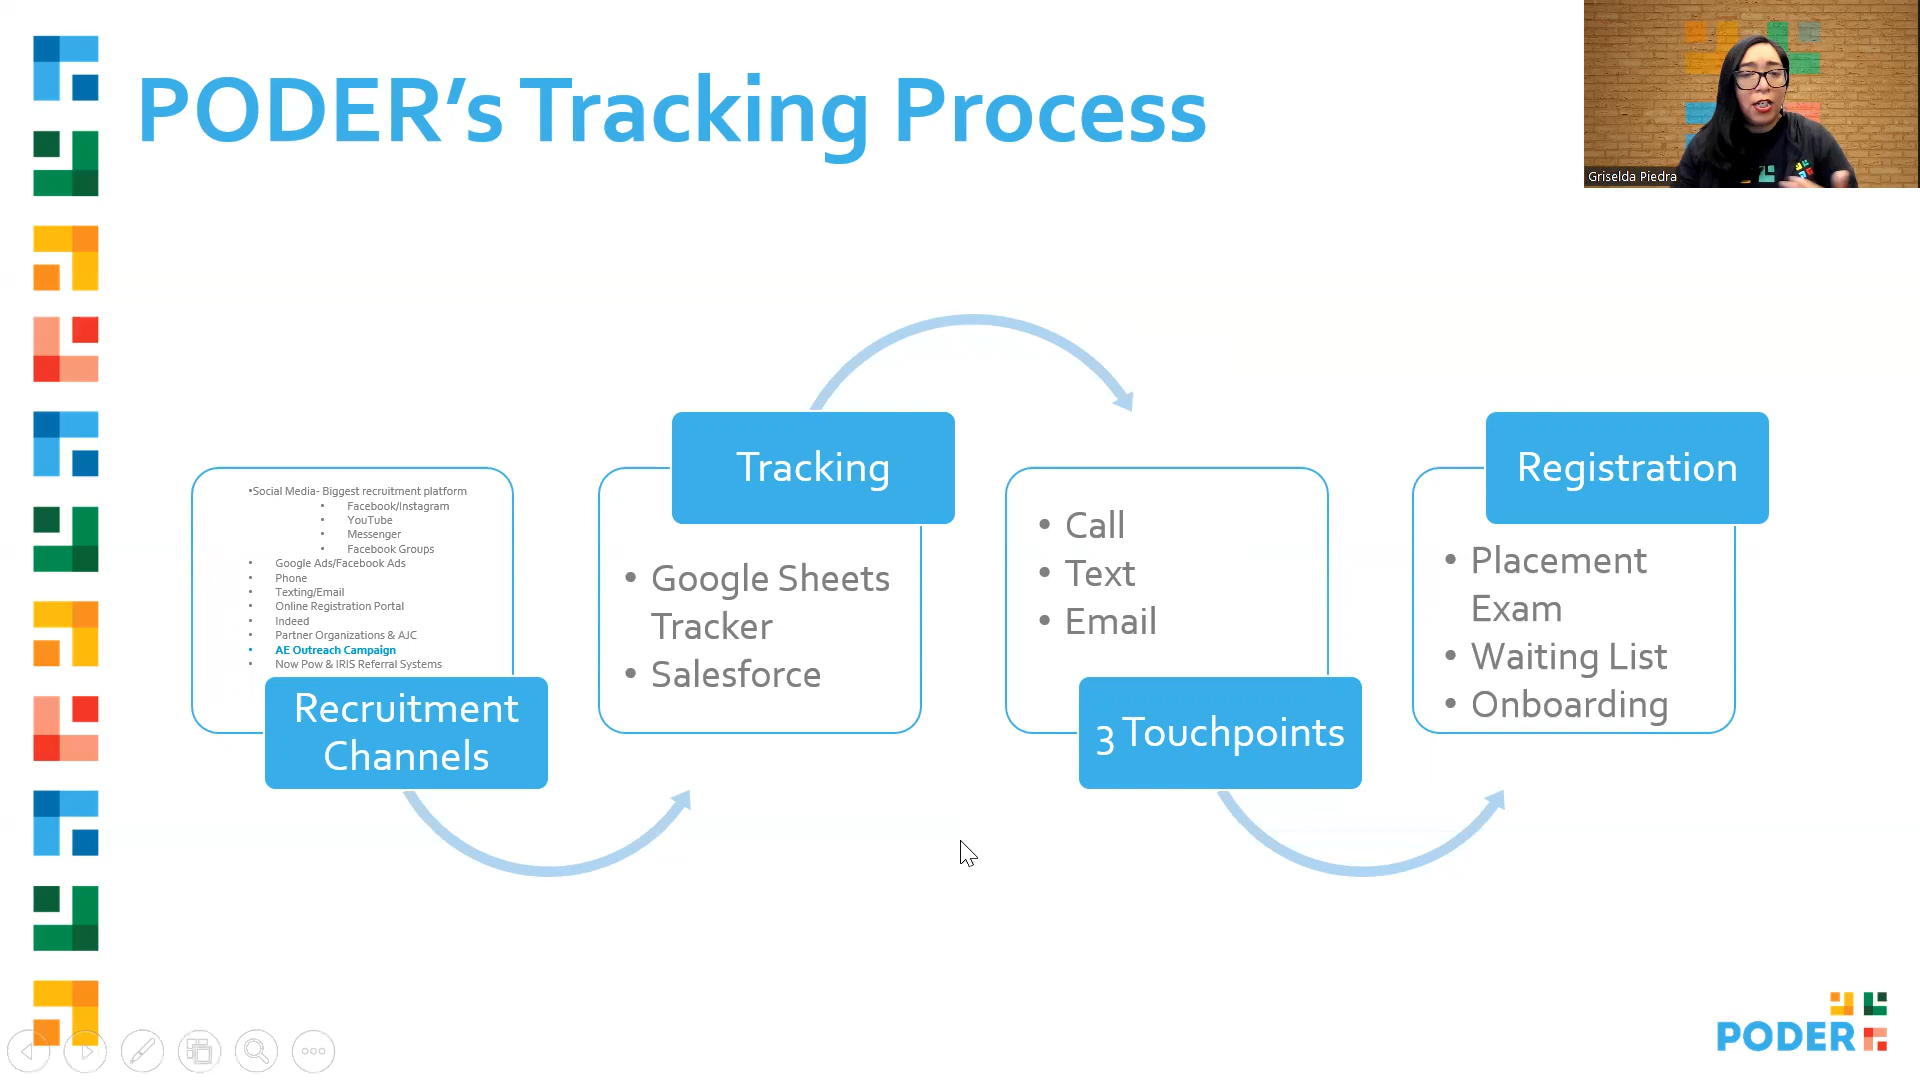 PODER’s Tracking Process
Griselda Piedra
•Social Media- Biggest recruitment platform
• Facebook/Instagram
• YouTube
• Messenger
• Facebook Groups
• Google Ads/Facebook Ads
• Phone
• Texting/Email
• Online Registration Portal
• Indeed
• Partner Organizations & AJC
• AE Outreach Campaign
• Now Pow & IRIS Referral Systems
Recruitment
Channels
Tracking
• Google Sheets
Tracker
• Salesforce
• Call
• Text
• Email
3 Touchpoints
Registration
• Placement
Exam
• Waiting List
• Onboarding
PODER